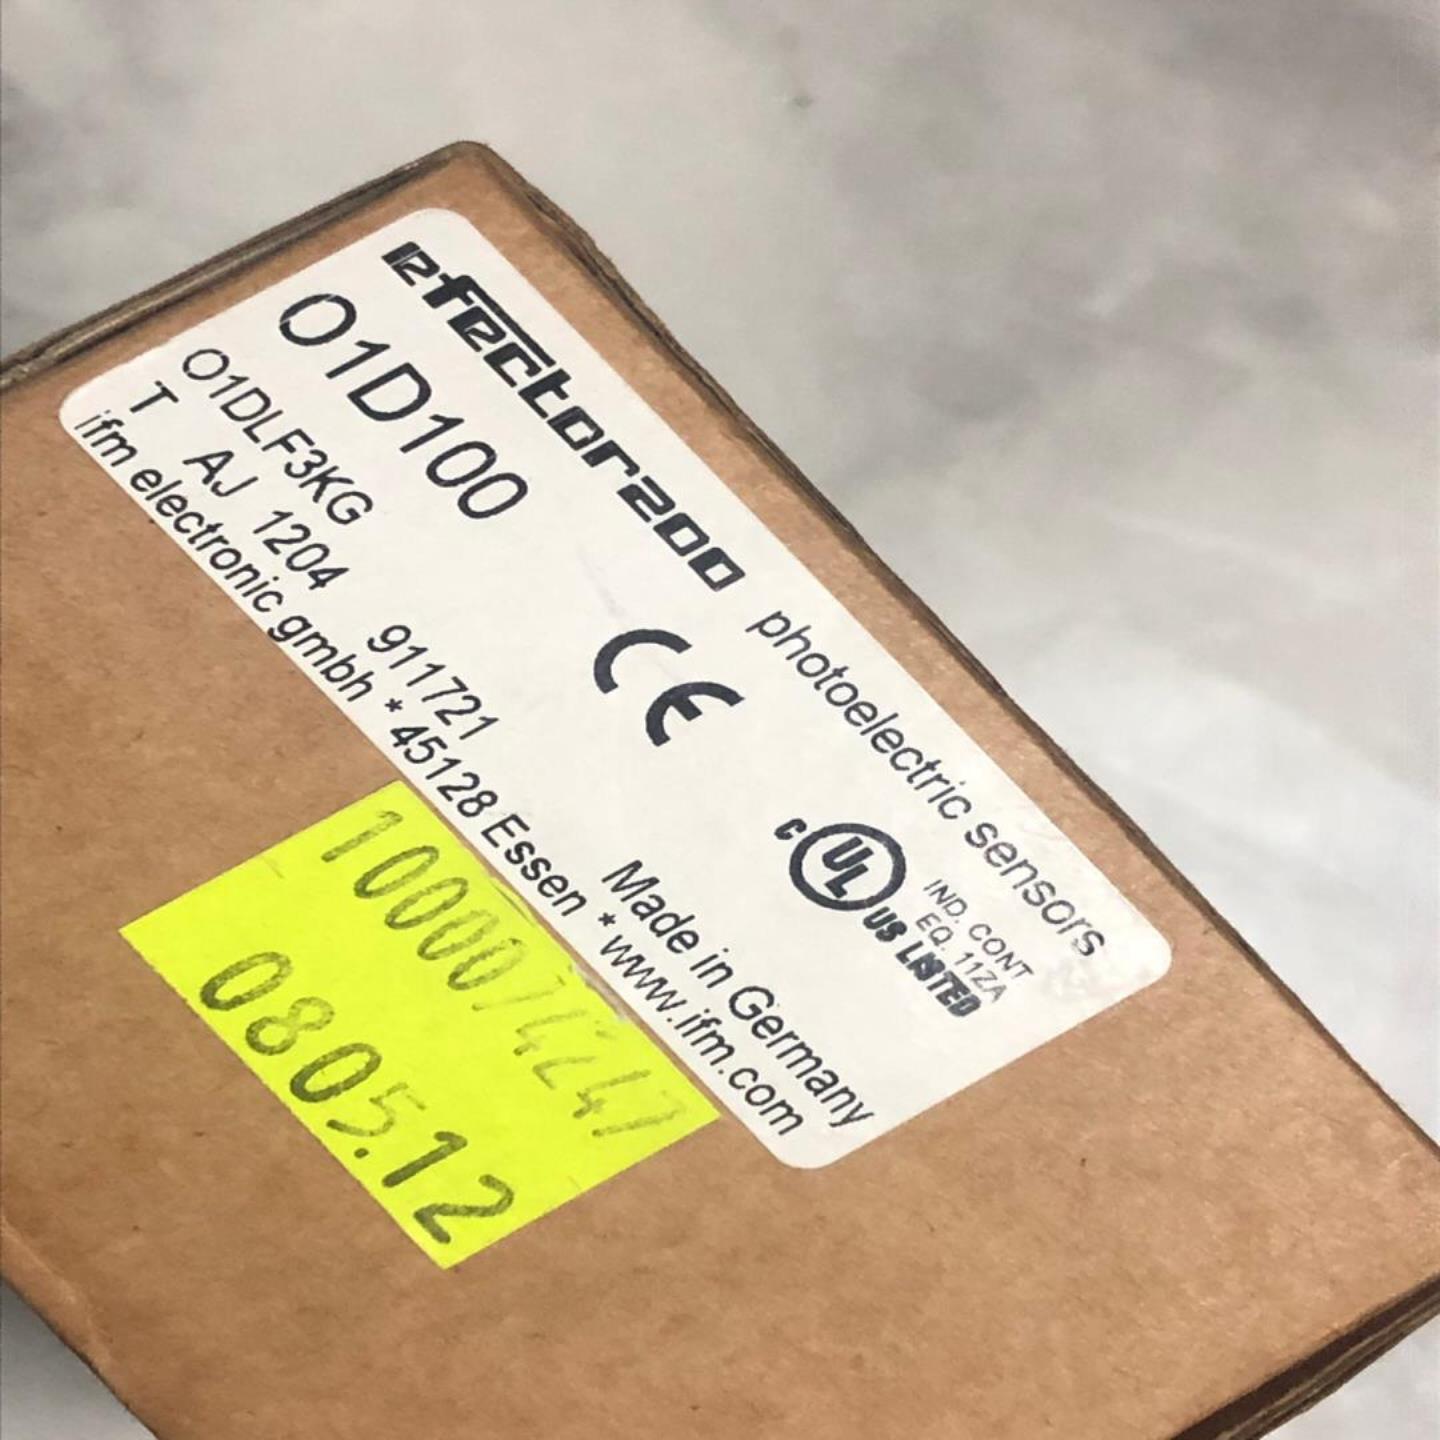 efector200 photoelectric sensors
O1D100
O1DLF3KG
T AJ 1204 911721
ifm electronic gmbh * 45128 Essen * www.ifm.com
Made in Germany
CE
C UL US LISTED
IND. CONT
EQ. 11ZA
1000074247
0805.12